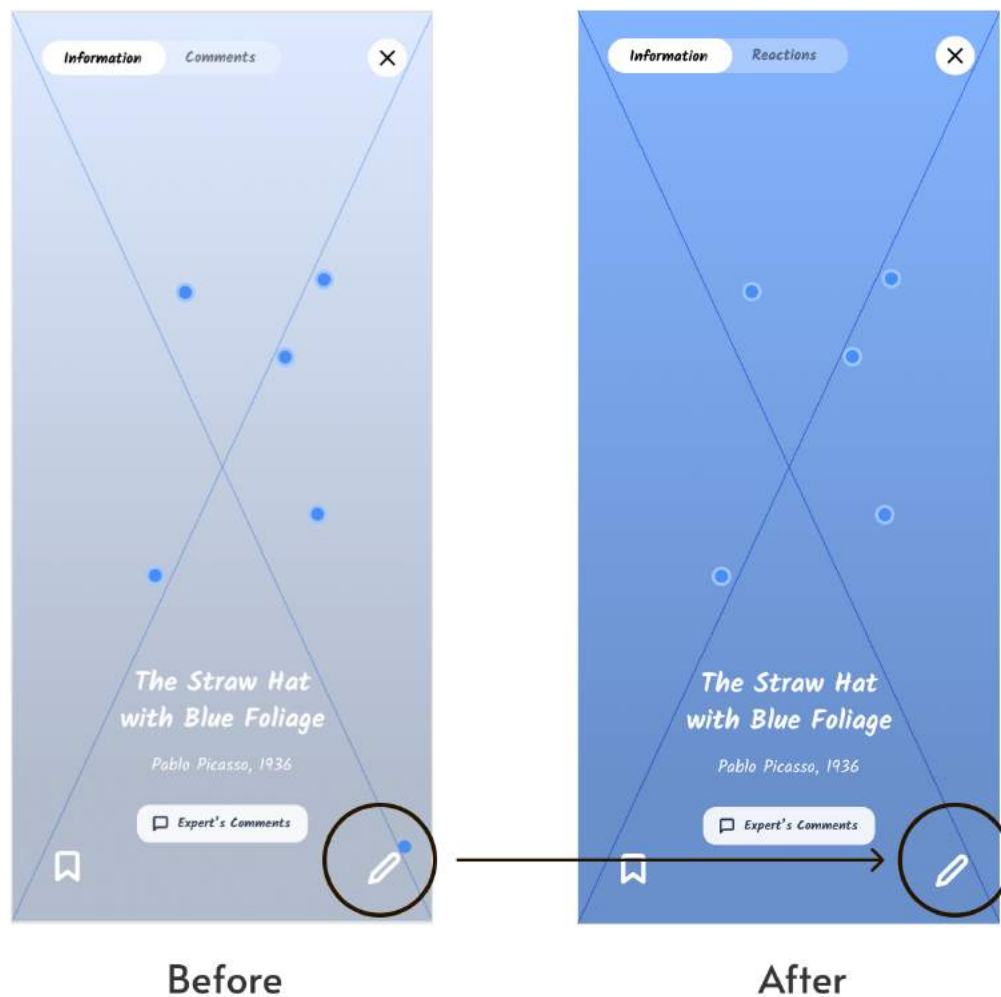 Information Comments
The Straw Hat
with Blue Foliage
Pablo Picasso, 1936
Expert's Comments
Before
Information Reactions
The Straw Hat
with Blue Foliage
Pablo Picasso, 1936
Expert's Comments
After